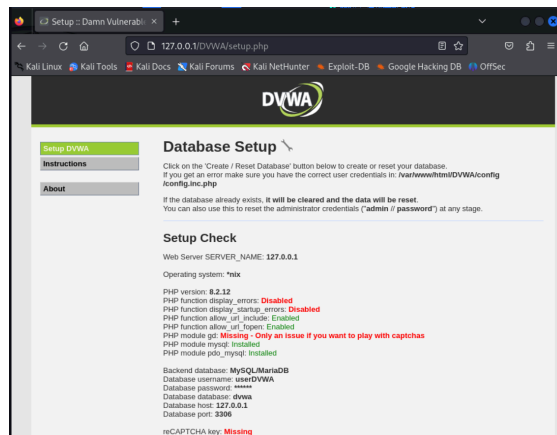 Setup :: Damn Vulnerabl
127.0.0.1/DVWA/setup.php
Kali Linux Kali Tools Kali Docs Kali Forums Kali NetHunter Exploit-DB Google Hacking DB OffSec
DVWA
Setup DVWA
Instructions
About
Database Setup
Click on the 'Create / Reset Database' button below to create or reset your database.
If you get an error make sure you have the correct user credentials in: /var/www/html/DVWA/config
/config.inc.php
If the database already exists, it will be cleared and the data will be reset.
You can also use this to reset the administrator credentials ("admin // password") at any stage.
Setup Check
Web Server SERVER_NAME: 127.0.0.1
Operating system: *nix
PHP version: 8.2.12
PHP function display_errors: Disabled
PHP function display_startup_errors: Disabled
PHP function allow_url_include: Enabled
PHP function allow_url_fopen: Enabled
PHP module gd: Missing - Only an issue if you want to play with captchas
PHP module mysql: Installed
PHP module pdo_mysql: Installed
Backend database: MySQL/MariaDB
Database username: userDVWA
Database password: ******
Database database: dvwa
Database host: 127.0.0.1
Database port: 3306
reCAPTCHA key: Missing